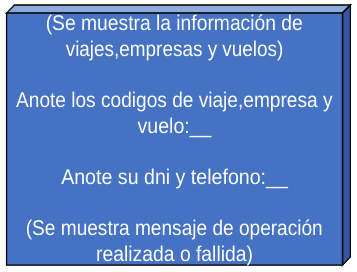 (Se muestra la información de
viajes,empresas y vuelos)
Anote los codigos de viaje,empresa y
vuelo:__
Anote su dni y telefono:__
(Se muestra mensaje de operación
realizada o fallida)